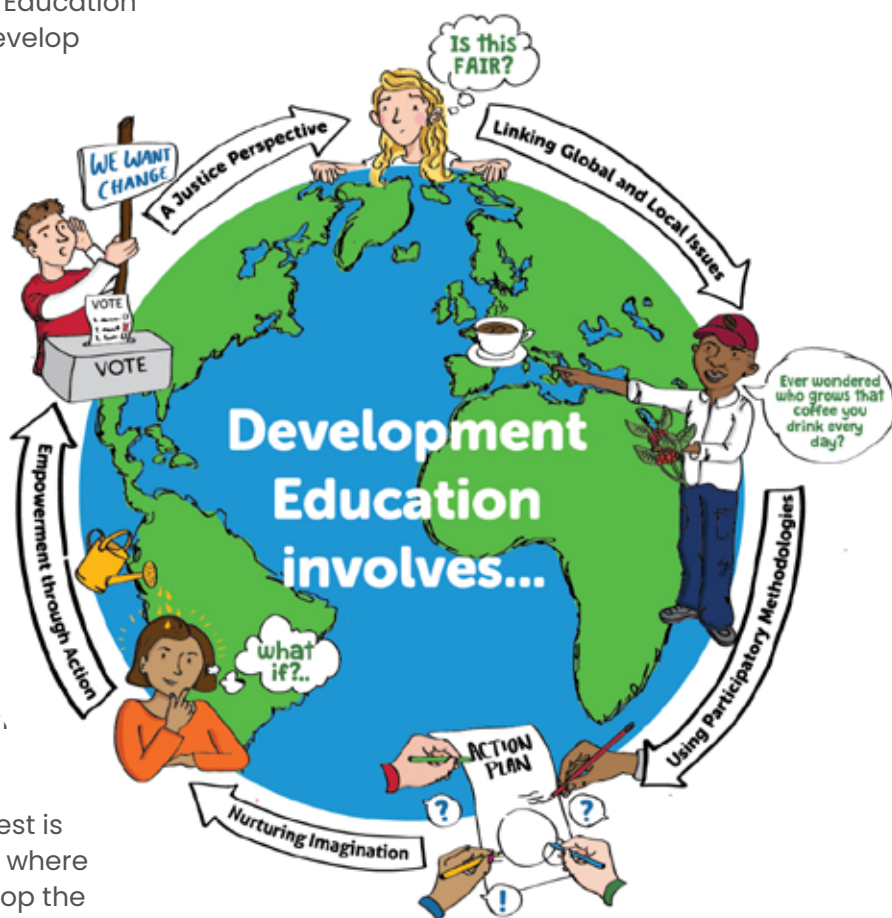 Education
evelop
Is this
FAIR?
A Justice Perspective
Linking Global and Local Issues
WE WANT
CHANGE
VOTE
VOTE
Ever wondered
who grows that
coffee you
drink every
day?
Development
Education
involves...
Using Participatory Methodologies
Empowerment through Action
what
if?..
ACTION
PLAN
?
?
!
Nurturing Imagination
est is
where
op the